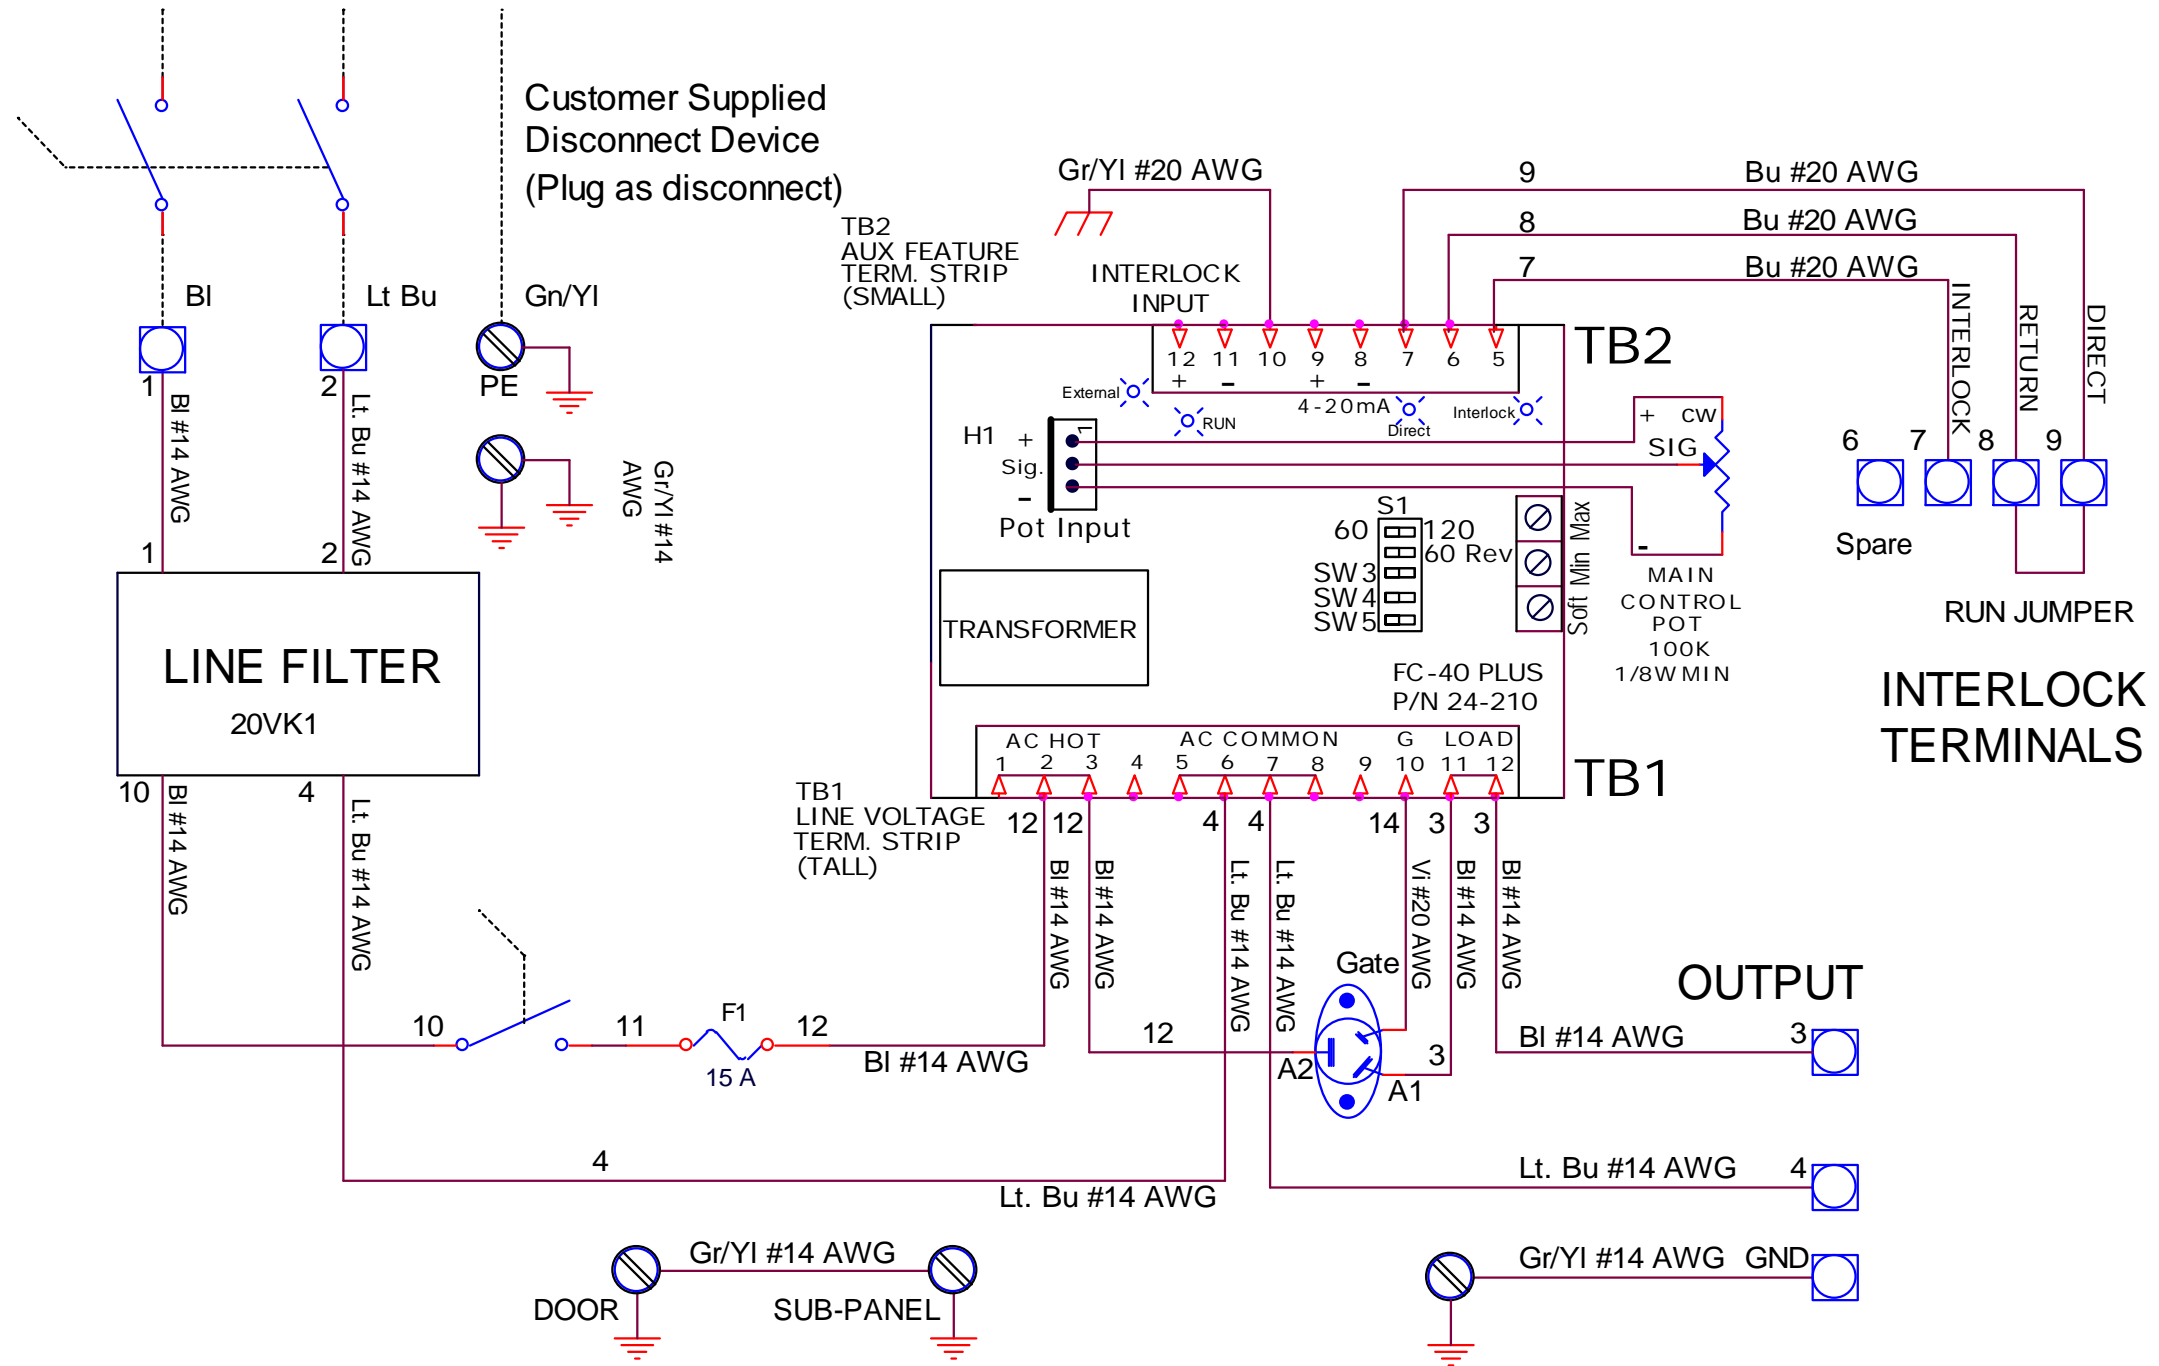 Customer Supplied
Disconnect Device
(Plug as disconnect)
Bl
Lt Bu
Gn/Yl
1
2
PE
Bl #14 AWG
Lt. Bu #14 AWG
Gr/Yl #14
AWG
1
2
LINE FILTER
20VK1
10
4
Bl #14 AWG
Lt. Bu #14 AWG
10
11
F1
15 A
12
Bl #14 AWG
4
Lt. Bu #14 AWG
TB2
AUX FEATURE
TERM. STRIP
(SMALL)
Gr/Yl #20 AWG
INTERLOCK
INPUT
9
Bu #20 AWG
8
Bu #20 AWG
7
Bu #20 AWG
TB2
12 11 10 9 8 7 6 5
+ - + -
4-20mA
External
RUN
Direct
Interlock
H1
+
Sig.
-
1
Pot Input
+ CW
SIG
-
MAIN
CONTROL
POT
100K
1/8W MIN
S1
60
120
60 Rev
SW3
SW4
SW5
Soft Min Max
TRANSFORMER
FC-40 PLUS
P/N 24-210
AC HOT
AC COMMON
G
LOAD
1 2 3 4 5 6 7 8 9 10 11 12
TB1
TB1
LINE VOLTAGE
TERM. STRIP
(TALL)
12 12 4 4 14 3 3
Bl #14 AWG
Bl #14 AWG
Lt. Bu #14 AWG
Lt. Bu #14 AWG
Vi #20 AWG
Bl #14 AWG
Bl #14 AWG
Gate
12
A2
3
A1
INTERLOCK
RETURN
DIRECT
6 7 8 9
Spare
RUN JUMPER
INTERLOCK
TERMINALS
OUTPUT
Bl #14 AWG
3
Lt. Bu #14 AWG
4
Gr/Yl #14 AWG
GND
Gr/Yl #14 AWG
DOOR
SUB-PANEL